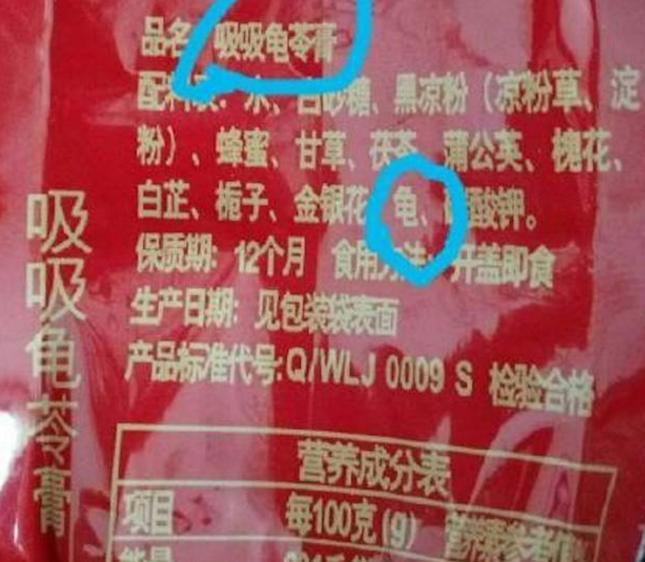 品名: 吸吸龟苓膏
配料表: 水、白砂糖、黑凉粉（凉粉草、淀
粉）、蜂蜜、甘草、茯苓、蒲公英、槐花、
白芷、栀子、金银花、龟、酸钾。
保质期: 12个月 食用方法: 开盖即食
生产日期: 见包装袋表面
产品标准代号:Q/WLJ 0009 S 检验合格
吸吸龟苓膏
营养成分表
项目 每100克(g) 营养素参考值%
能量